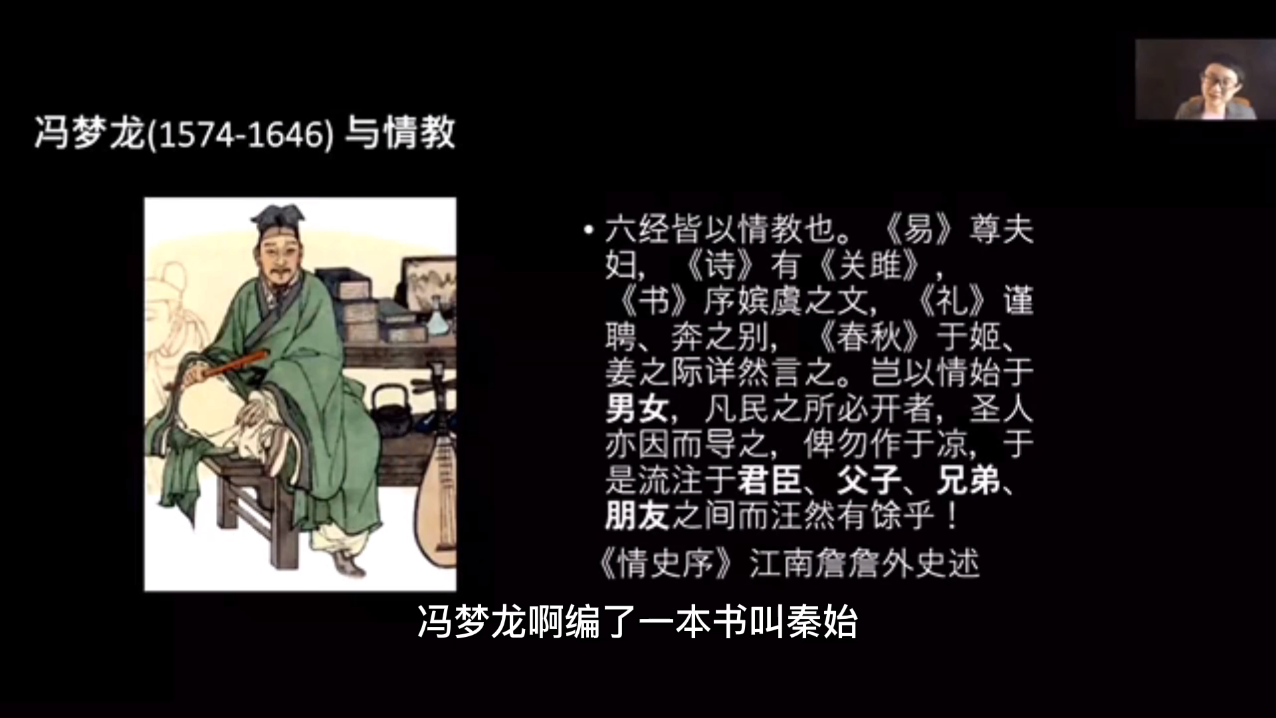 冯梦龙(1574-1646) 与情教
• 六经皆以情教也。《易》尊夫
妇，《诗》有《关雎》，
《书》序嫔虞之文，《礼》谨
聘、奔之别，《春秋》于姬、
姜之际详然言之。岂以情始于
男女，凡民之所必开者，圣人
亦因而导之，俾勿作于凉，于
是流注于君臣、父子、兄弟、
朋友之间而汪然有馀乎！
《情史序》江南詹詹外史述
冯梦龙啊编了一本书叫秦始